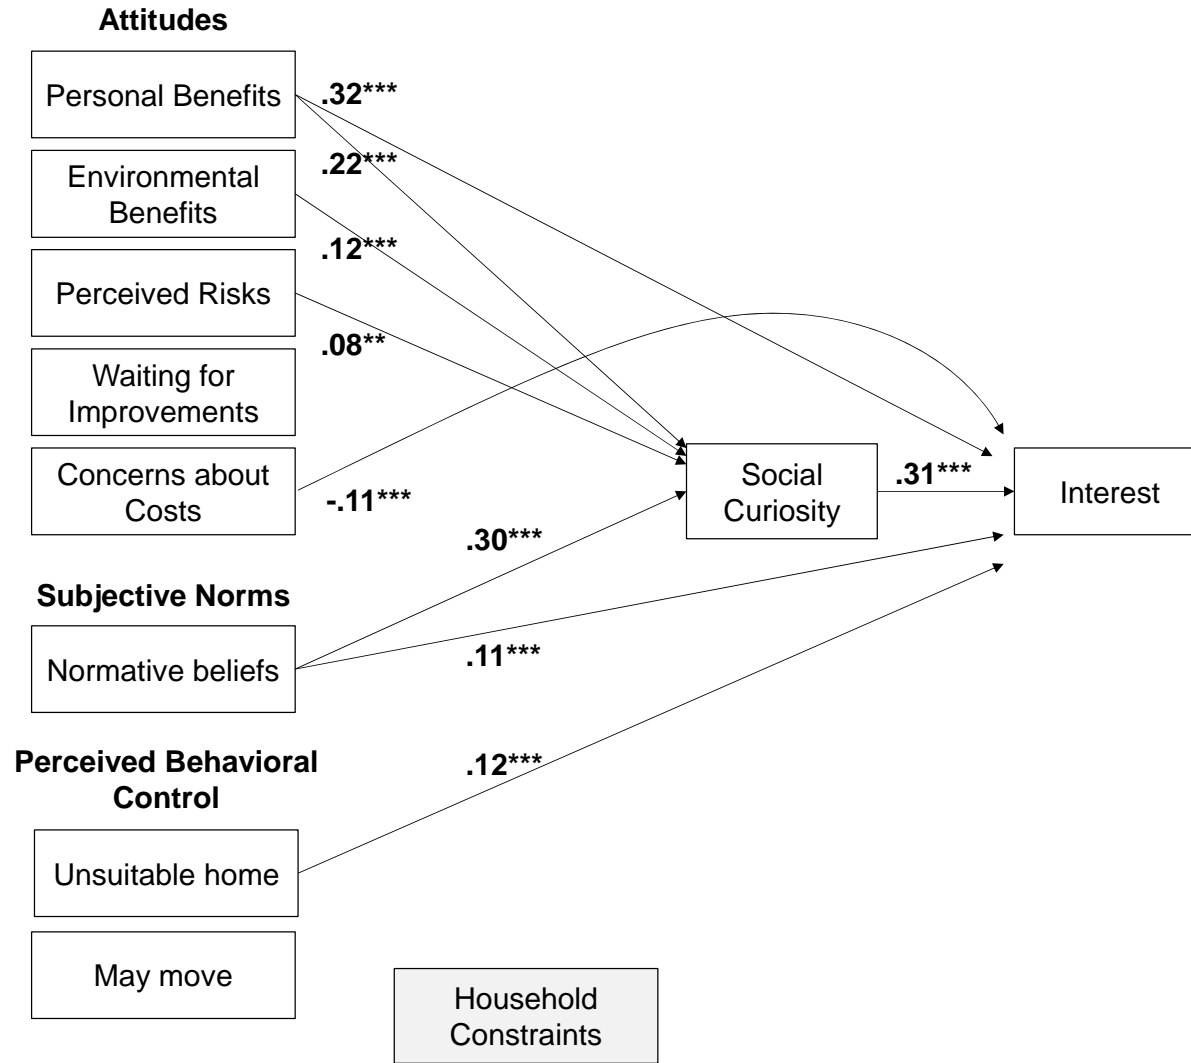 Attitudes
Personal Benefits
.32***
Environmental
Benefits
.22***
.12***
Perceived Risks
.08**
Waiting for
Improvements
Concerns about
Costs
-.11***
Social
Curiosity
.31***
Interest
.30***
Subjective Norms
Normative beliefs
.11***
Perceived Behavioral
Control
.12***
Unsuitable home
May move
Household
Constraints